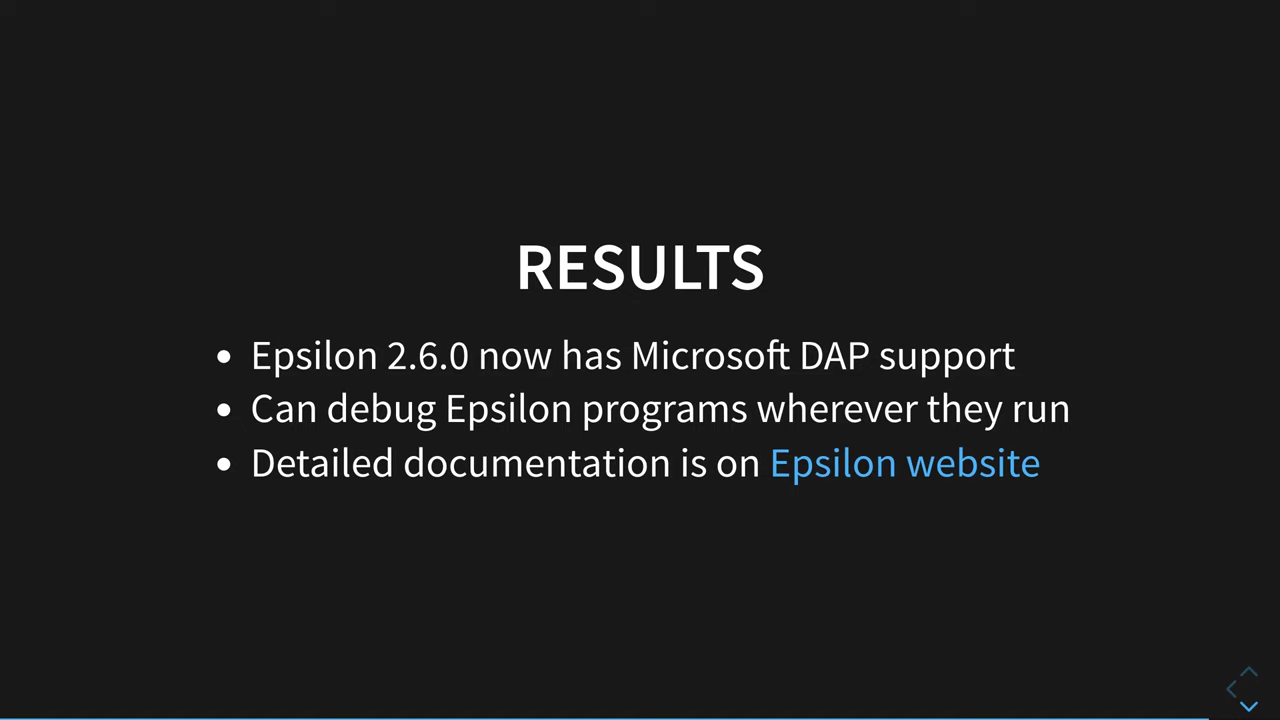 RESULTS
• Epsilon 2.6.0 now has Microsoft DAP support
• Can debug Epsilon programs wherever they run
• Detailed documentation is on Epsilon website